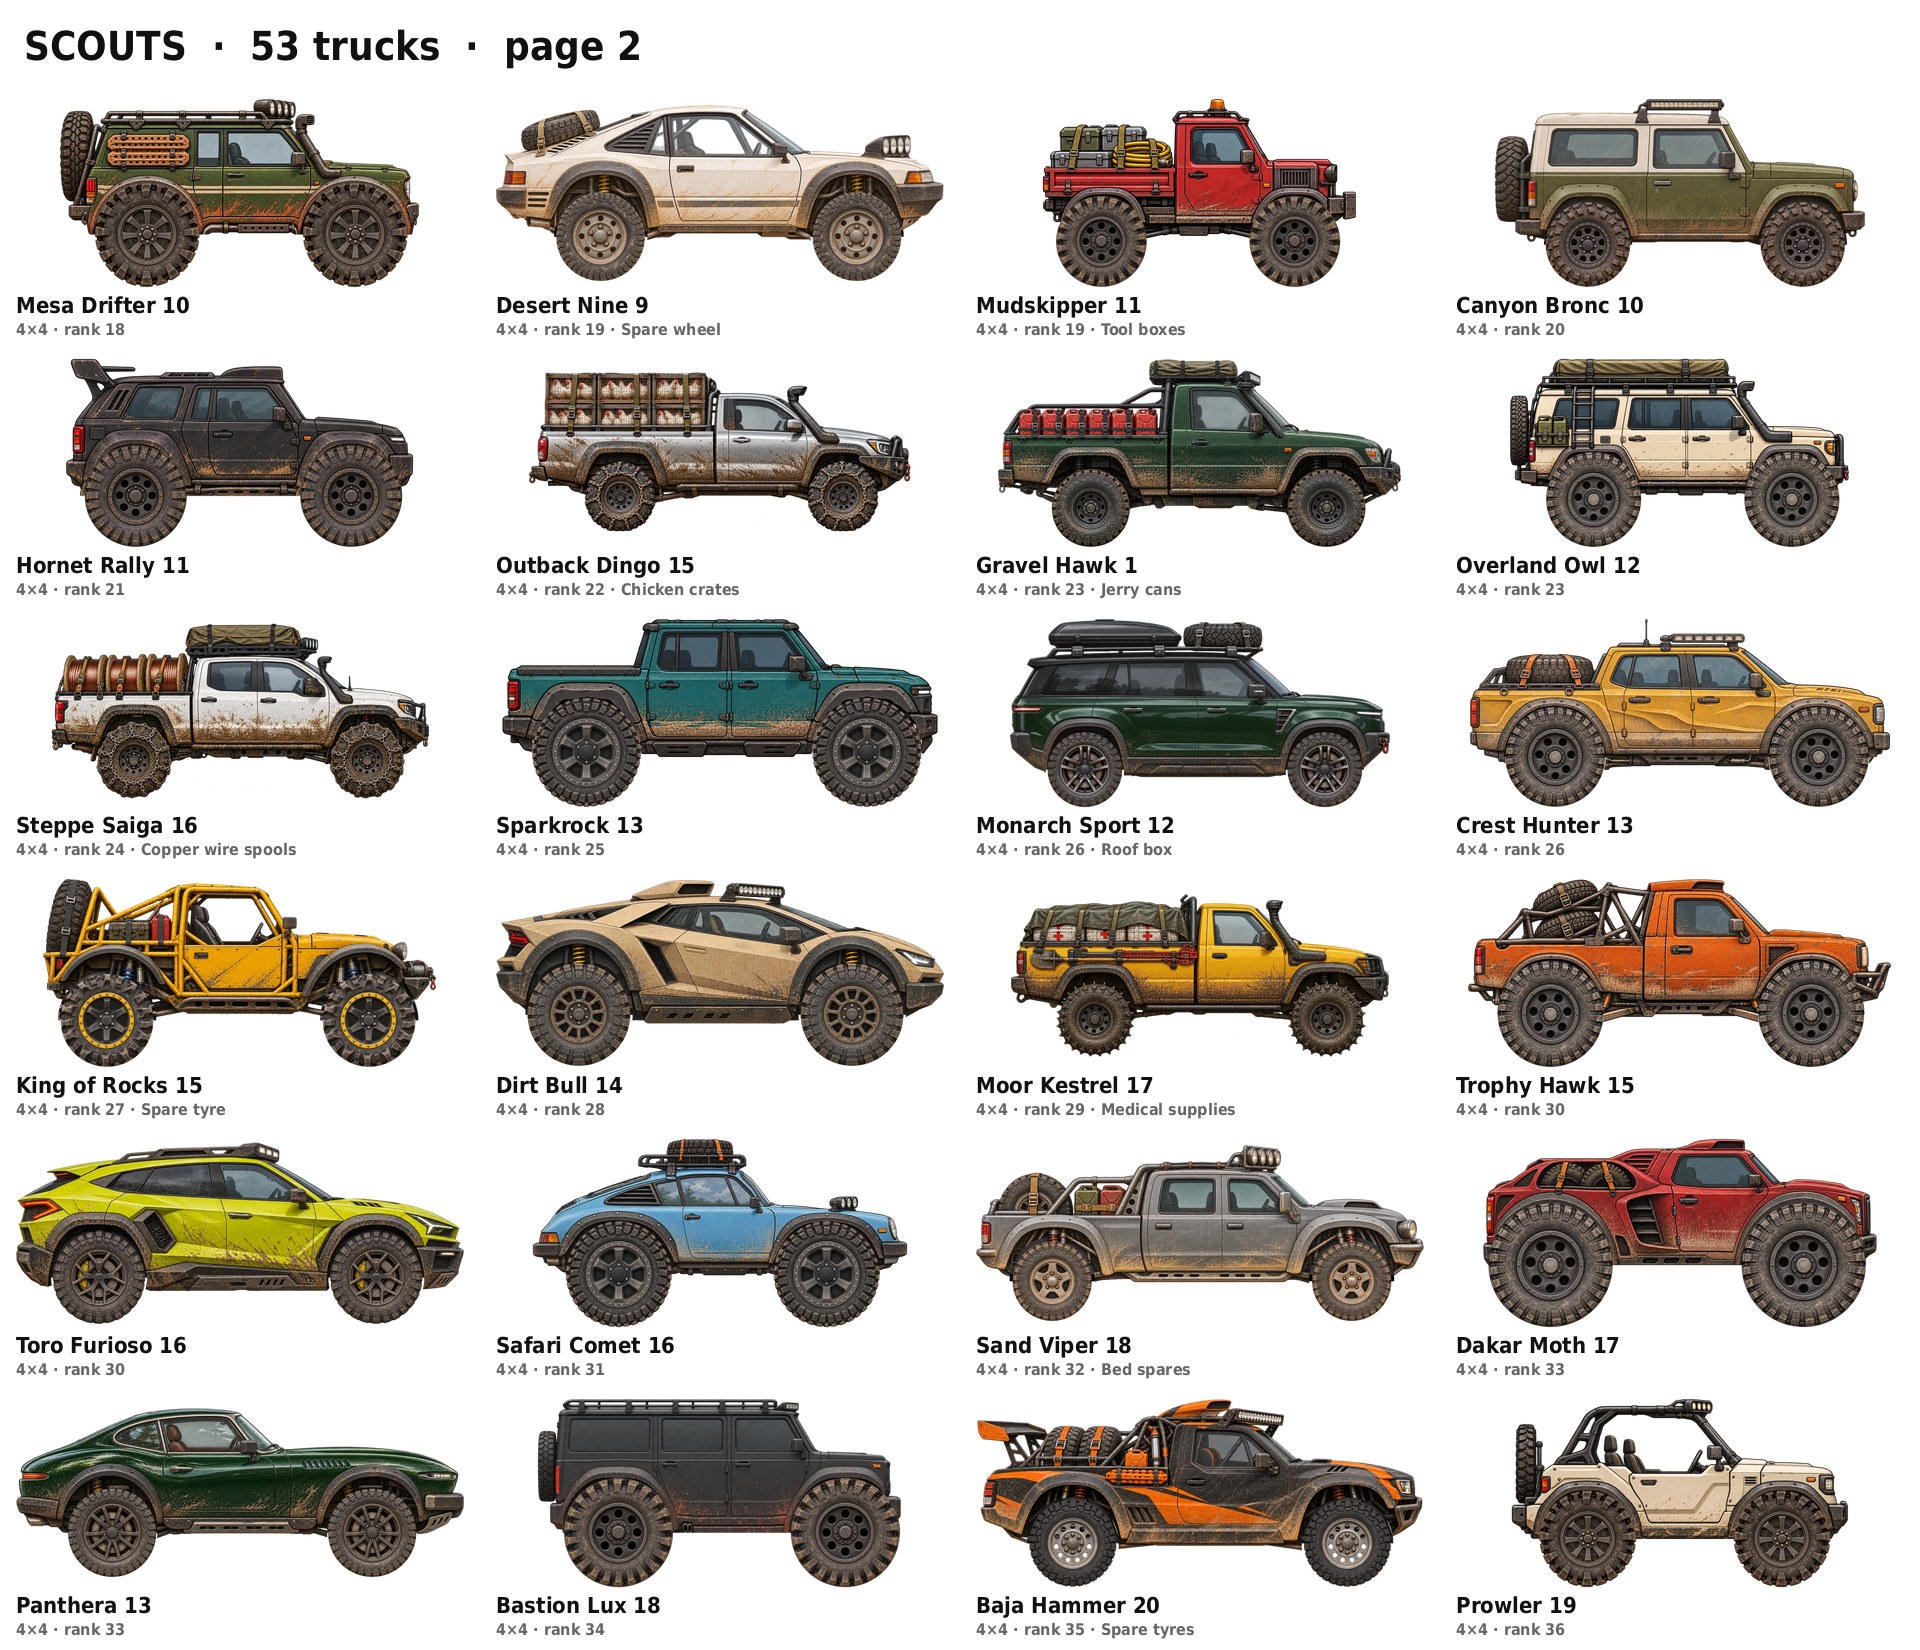 SCOUTS · 53 trucks · page 2
Mesa Drifter 10
4×4 · rank 18
Desert Nine 9
4×4 · rank 19 · Spare wheel
Mudskipper 11
4×4 · rank 19 · Tool boxes
Canyon Bronc 10
4×4 · rank 20
Hornet Rally 11
4×4 · rank 21
Outback Dingo 15
4×4 · rank 22 · Chicken crates
Gravel Hawk 1
4×4 · rank 23 · Jerry cans
Overland Owl 12
4×4 · rank 23
Steppe Saiga 16
4×4 · rank 24 · Copper wire spools
Sparkrock 13
4×4 · rank 25
Monarch Sport 12
4×4 · rank 26 · Roof box
Crest Hunter 13
4×4 · rank 26
King of Rocks 15
4×4 · rank 27 · Spare tyre
Dirt Bull 14
4×4 · rank 28
Moor Kestrel 17
4×4 · rank 29 · Medical supplies
Trophy Hawk 15
4×4 · rank 30
Toro Furioso 16
4×4 · rank 30
Safari Comet 16
4×4 · rank 31
Sand Viper 18
4×4 · rank 32 · Bed spares
Dakar Moth 17
4×4 · rank 33
Panthera 13
4×4 · rank 33
Bastion Lux 18
4×4 · rank 34
Baja Hammer 20
4×4 · rank 35 · Spare tyres
Prowler 19
4×4 · rank 36